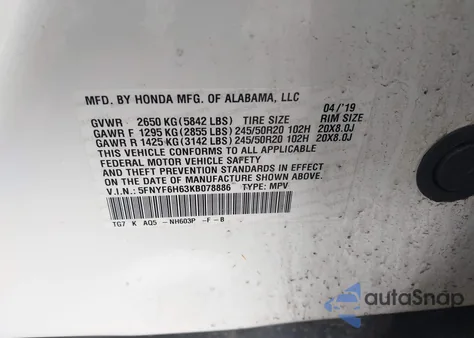 MFD. BY HONDA MFG. OF ALABAMA, LLC 04/'19
GVWR 2650 KG (5842 LBS) TIRE SIZE RIM SIZE
GAWR F 1295 KG (2855 LBS) 245/50R20 102H 20X8.0J
GAWR R 1425 KG (3142 LBS) 245/50R20 102H 20X8.0J
THIS VEHICLE CONFORMS TO ALL APPLICABLE
FEDERAL MOTOR VEHICLE SAFETY
AND THEFT PREVENTION STANDARDS IN EFFECT
ON THE DATE OF MANUFACTURE SHOWN ABOVE.
V.I.N.: 5FNYF6H63KB078886 TYPE: MPV
TG7 K AQ5 - NH603P -F - B
autoSnap